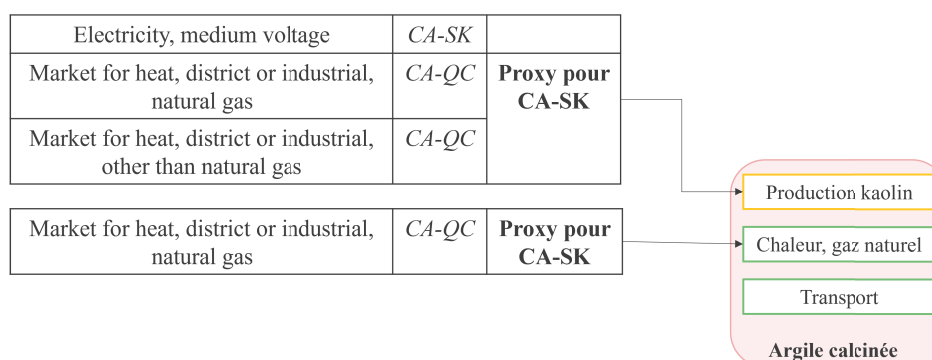 Electricity, medium voltage CA-SK
Market for heat, district or industrial, CA-QC Proxy pour
natural gas CA-SK
Market for heat, district or industrial, CA-QC
other than natural gas
Market for heat, district or industrial, CA-QC Proxy pour
natural gas CA-SK
Production kaolin
Chaleur, gaz naturel
Transport
Argile calcinée